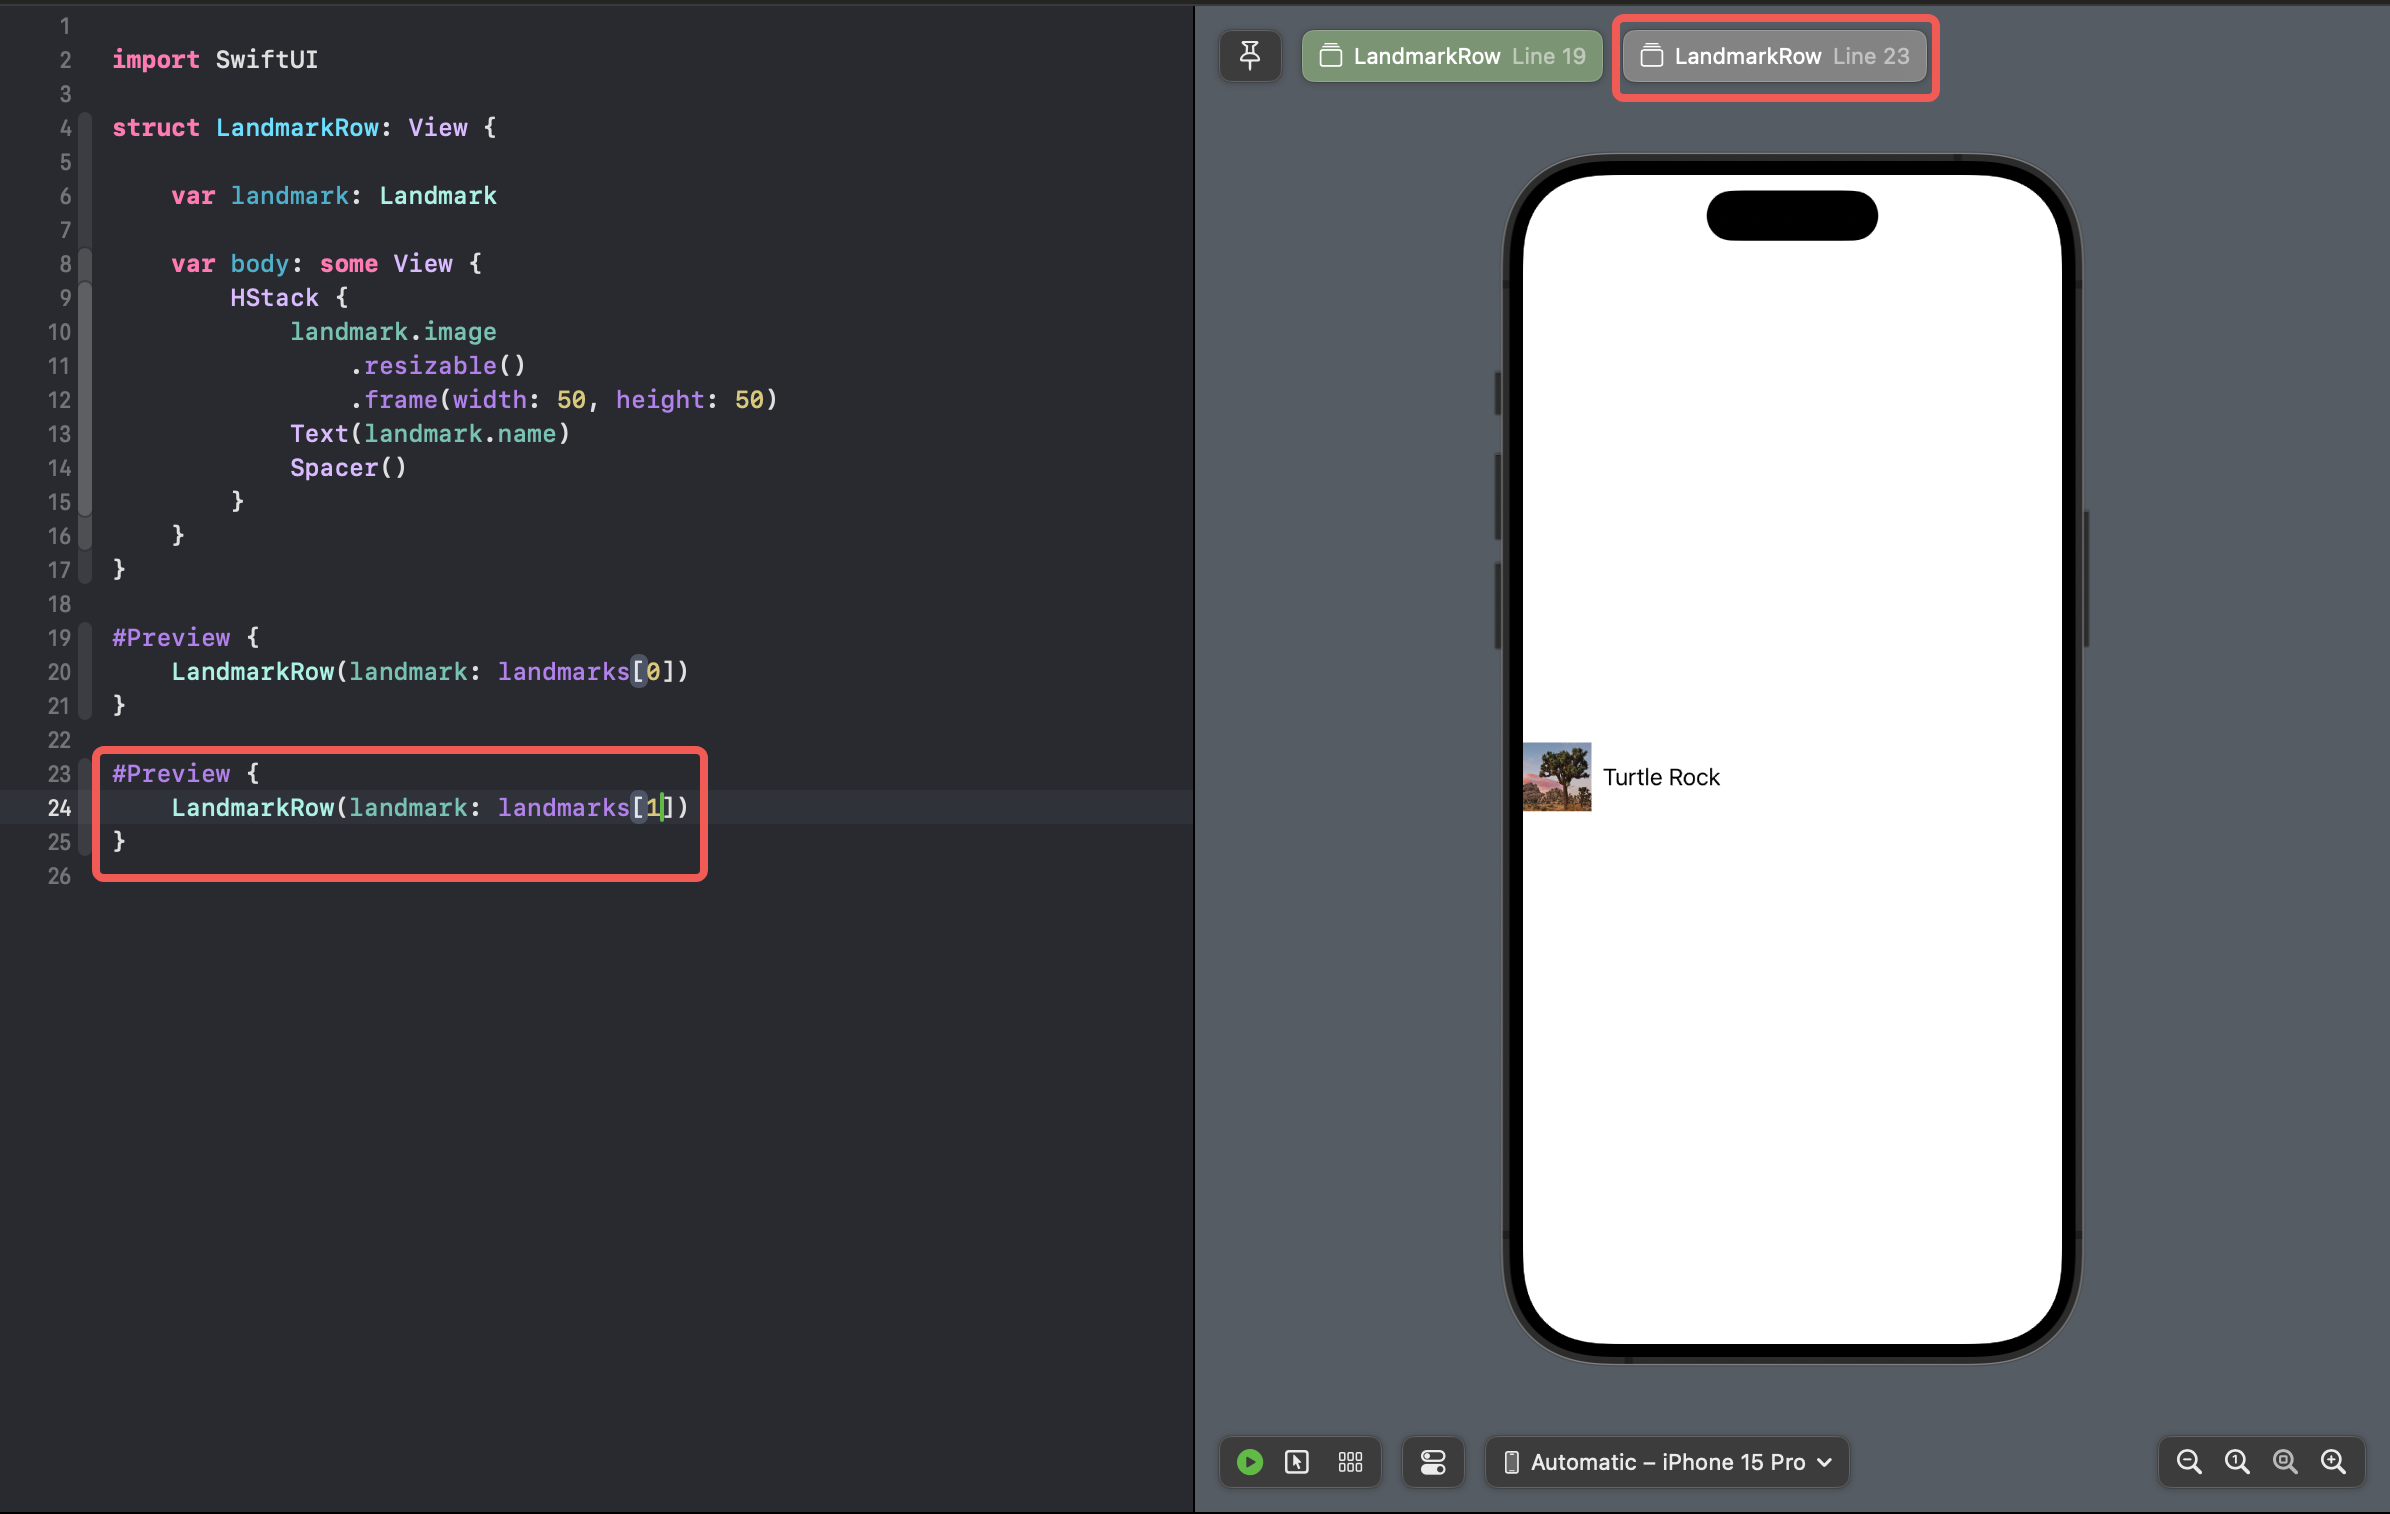 1
2 import SwiftUI
3
4 struct LandmarkRow: View {
5
6     var landmark: Landmark
7
8     var body: some View {
9         HStack {
10             landmark.image
11                 .resizable()
12                 .frame(width: 50, height: 50)
13             Text(landmark.name)
14             Spacer()
15         }
16     }
17 }
18
19 #Preview {
20     LandmarkRow(landmark: landmarks[0])
21 }
22
23 #Preview {
24     LandmarkRow(landmark: landmarks[1])
25 }
26
LandmarkRow Line 19
LandmarkRow Line 23
Turtle Rock
Automatic – iPhone 15 Pro